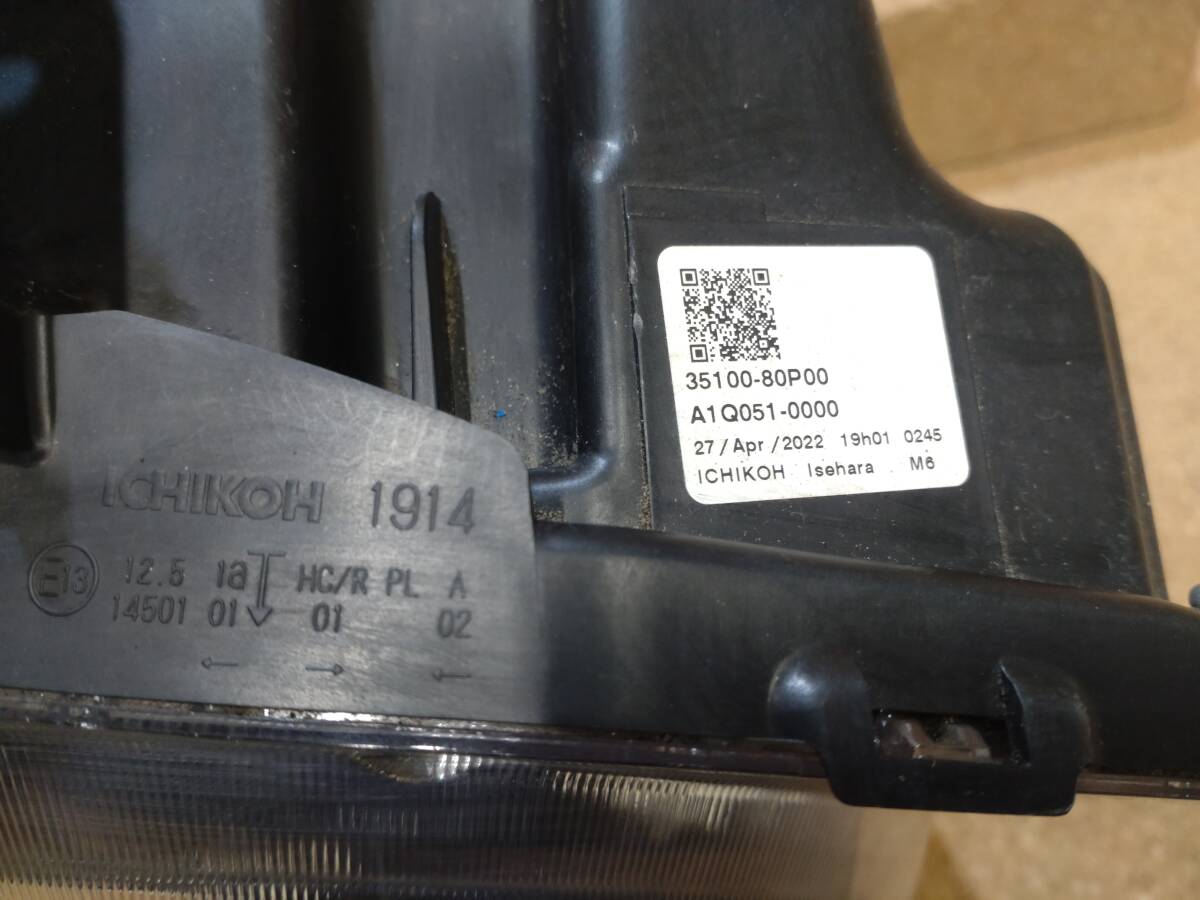 35100-80P00
A1Q051-0000
27/Apr/2022 19h01 0245
ICHIKOH Isehara M6
ICHIKOH 1914
E13 12.5 1a HC/R PL A
14501 01 01 02